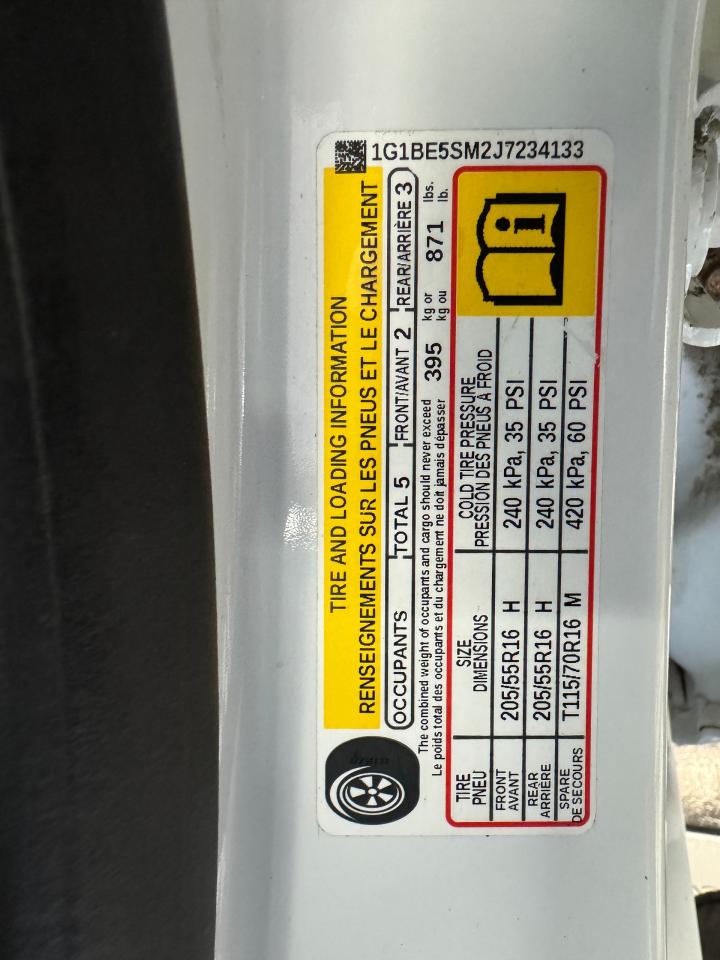 1G1BE5SM2J7234133
TIRE AND LOADING INFORMATION
RENSEIGNEMENTS SUR LES PNEUS ET LE CHARGEMENT
OCCUPANTS TOTAL 5 FRONT/AVANT 2 REAR/ARRIÈRE 3
The combined weight of occupants and cargo should never exceed 395 kg or 871 lbs.
Le poids total des occupants et du chargement ne doit jamais dépasser kg ou lb.
TIRE SIZE COLD TIRE PRESSURE
PNEU DIMENSIONS PRESSION DES PNEUS À FROID
FRONT
AVANT 205/55R16 H 240 kPa, 35 PSI
REAR
ARRIÈRE 205/55R16 H 240 kPa, 35 PSI
SPARE
DE SECOURS T115/70R16 M 420 kPa, 60 PSI